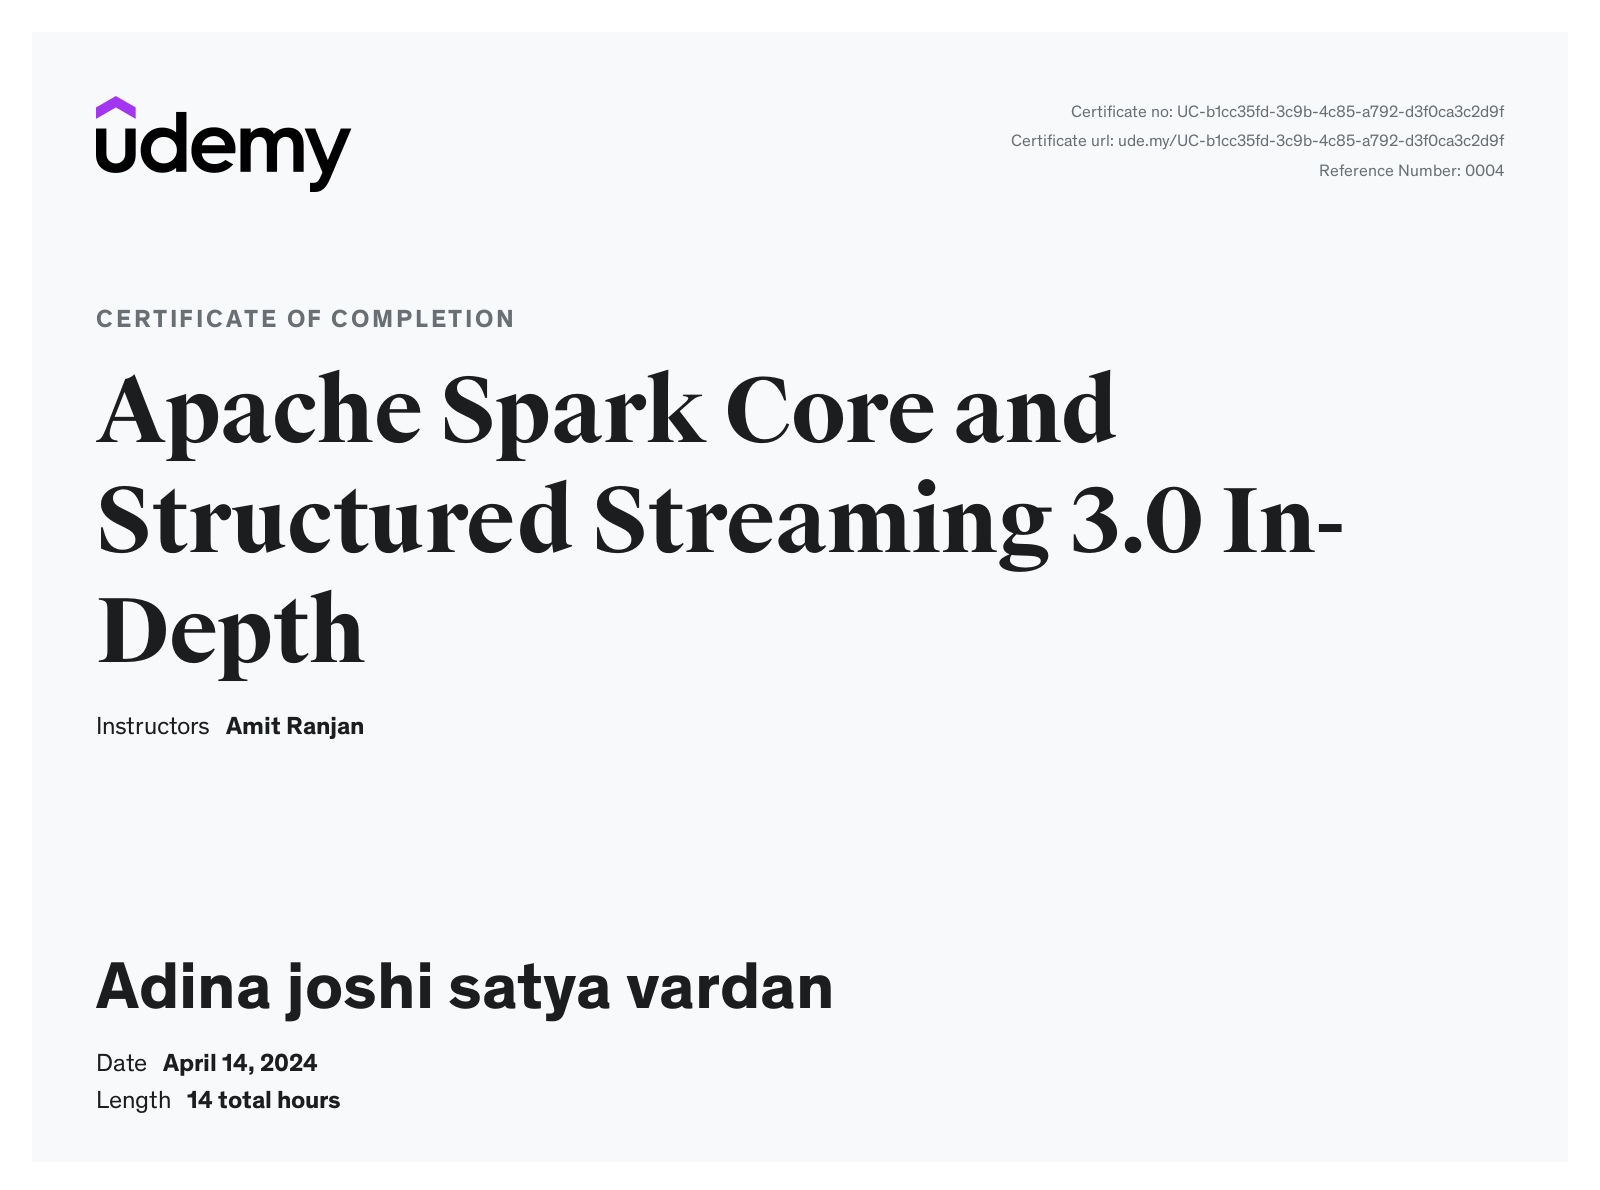 udemy
Certificate no: UC-b1cc35fd-3c9b-4c85-a792-d3f0ca3c2d9f
Certificate url: ude.my/UC-b1cc35fd-3c9b-4c85-a792-d3f0ca3c2d9f
Reference Number: 0004
CERTIFICATE OF COMPLETION
Apache Spark Core and
Structured Streaming 3.0 In-
Depth
Instructors Amit Ranjan
Adina joshi satya vardan
Date April 14, 2024
Length 14 total hours